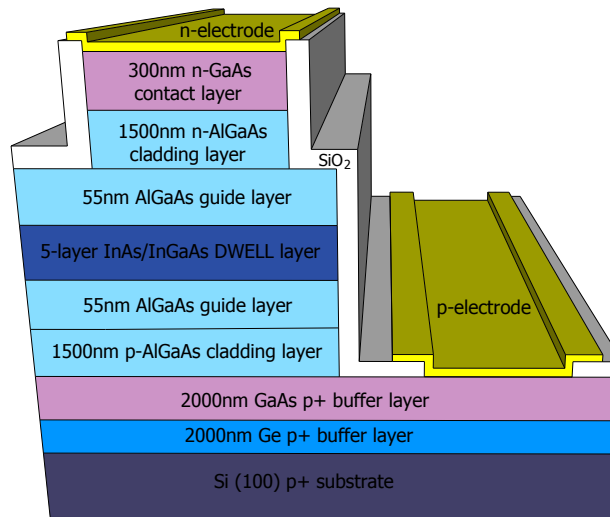 n-electrode
300nm n-GaAs
contact layer
1500nm n-AlGaAs
cladding layer
SiO₂
55nm AlGaAs guide layer
5-layer InAs/InGaAs DWELL layer
55nm AlGaAs guide layer
p-electrode
1500nm p-AlGaAs cladding layer
2000nm GaAs p+ buffer layer
2000nm Ge p+ buffer layer
Si (100) p+ substrate